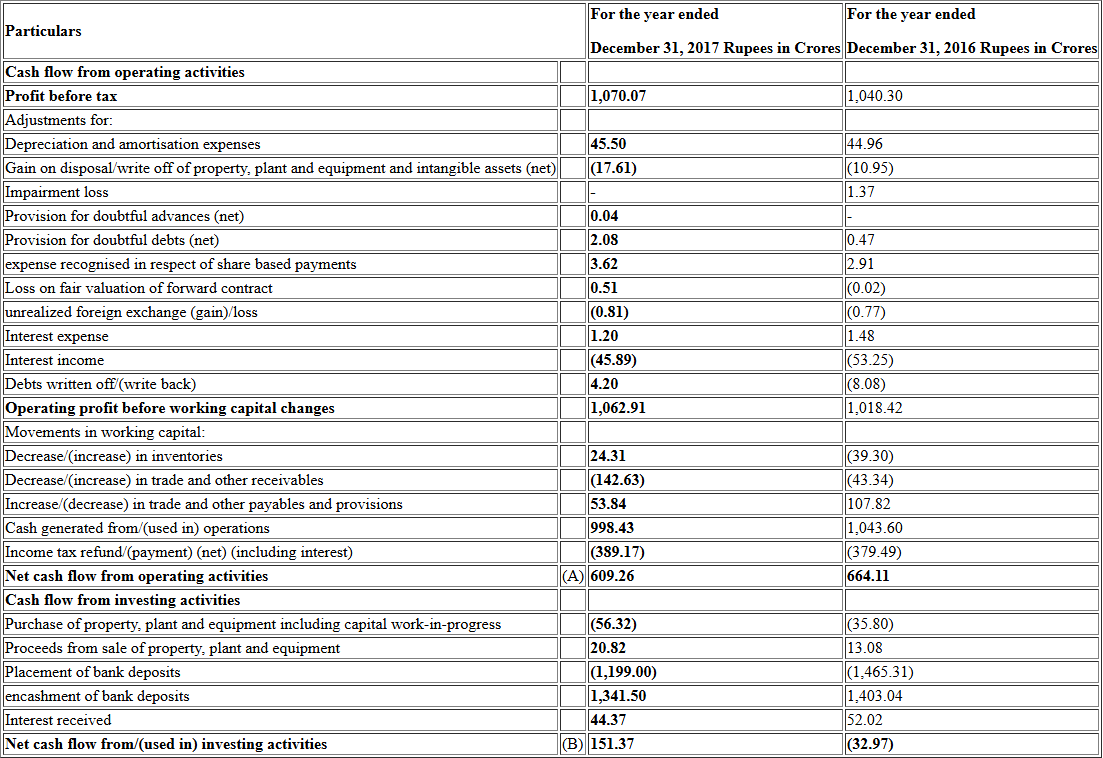 Particulars For the year ended For the year ended
December 31, 2017 Rupees in Crores December 31, 2016 Rupees in Crores
Cash flow from operating activities
Profit before tax 1,070.07 1,040.30
Adjustments for:
Depreciation and amortisation expenses 45.50 44.96
Gain on disposal/write off of property, plant and equipment and intangible assets (net) (17.61) (10.95)
Impairment loss - 1.37
Provision for doubtful advances (net) 0.04 -
Provision for doubtful debts (net) 2.08 0.47
expense recognised in respect of share based payments 3.62 2.91
Loss on fair valuation of forward contract 0.51 (0.02)
unrealized foreign exchange (gain)/loss (0.81) (0.77)
Interest expense 1.20 1.48
Interest income (45.89) (53.25)
Debts written off/(write back) 4.20 (8.08)
Operating profit before working capital changes 1,062.91 1,018.42
Movements in working capital:
Decrease/(increase) in inventories 24.31 (39.30)
Decrease/(increase) in trade and other receivables (142.63) (43.34)
Increase/(decrease) in trade and other payables and provisions 53.84 107.82
Cash generated from/(used in) operations 998.43 1,043.60
Income tax refund/(payment) (net) (including interest) (389.17) (379.49)
Net cash flow from operating activities (A) 609.26 664.11
Cash flow from investing activities
Purchase of property, plant and equipment including capital work-in-progress (56.32) (35.80)
Proceeds from sale of property, plant and equipment 20.82 13.08
Placement of bank deposits (1,199.00) (1,465.31)
encashment of bank deposits 1,341.50 1,403.04
Interest received 44.37 52.02
Net cash flow from/(used in) investing activities (B) 151.37 (32.97)